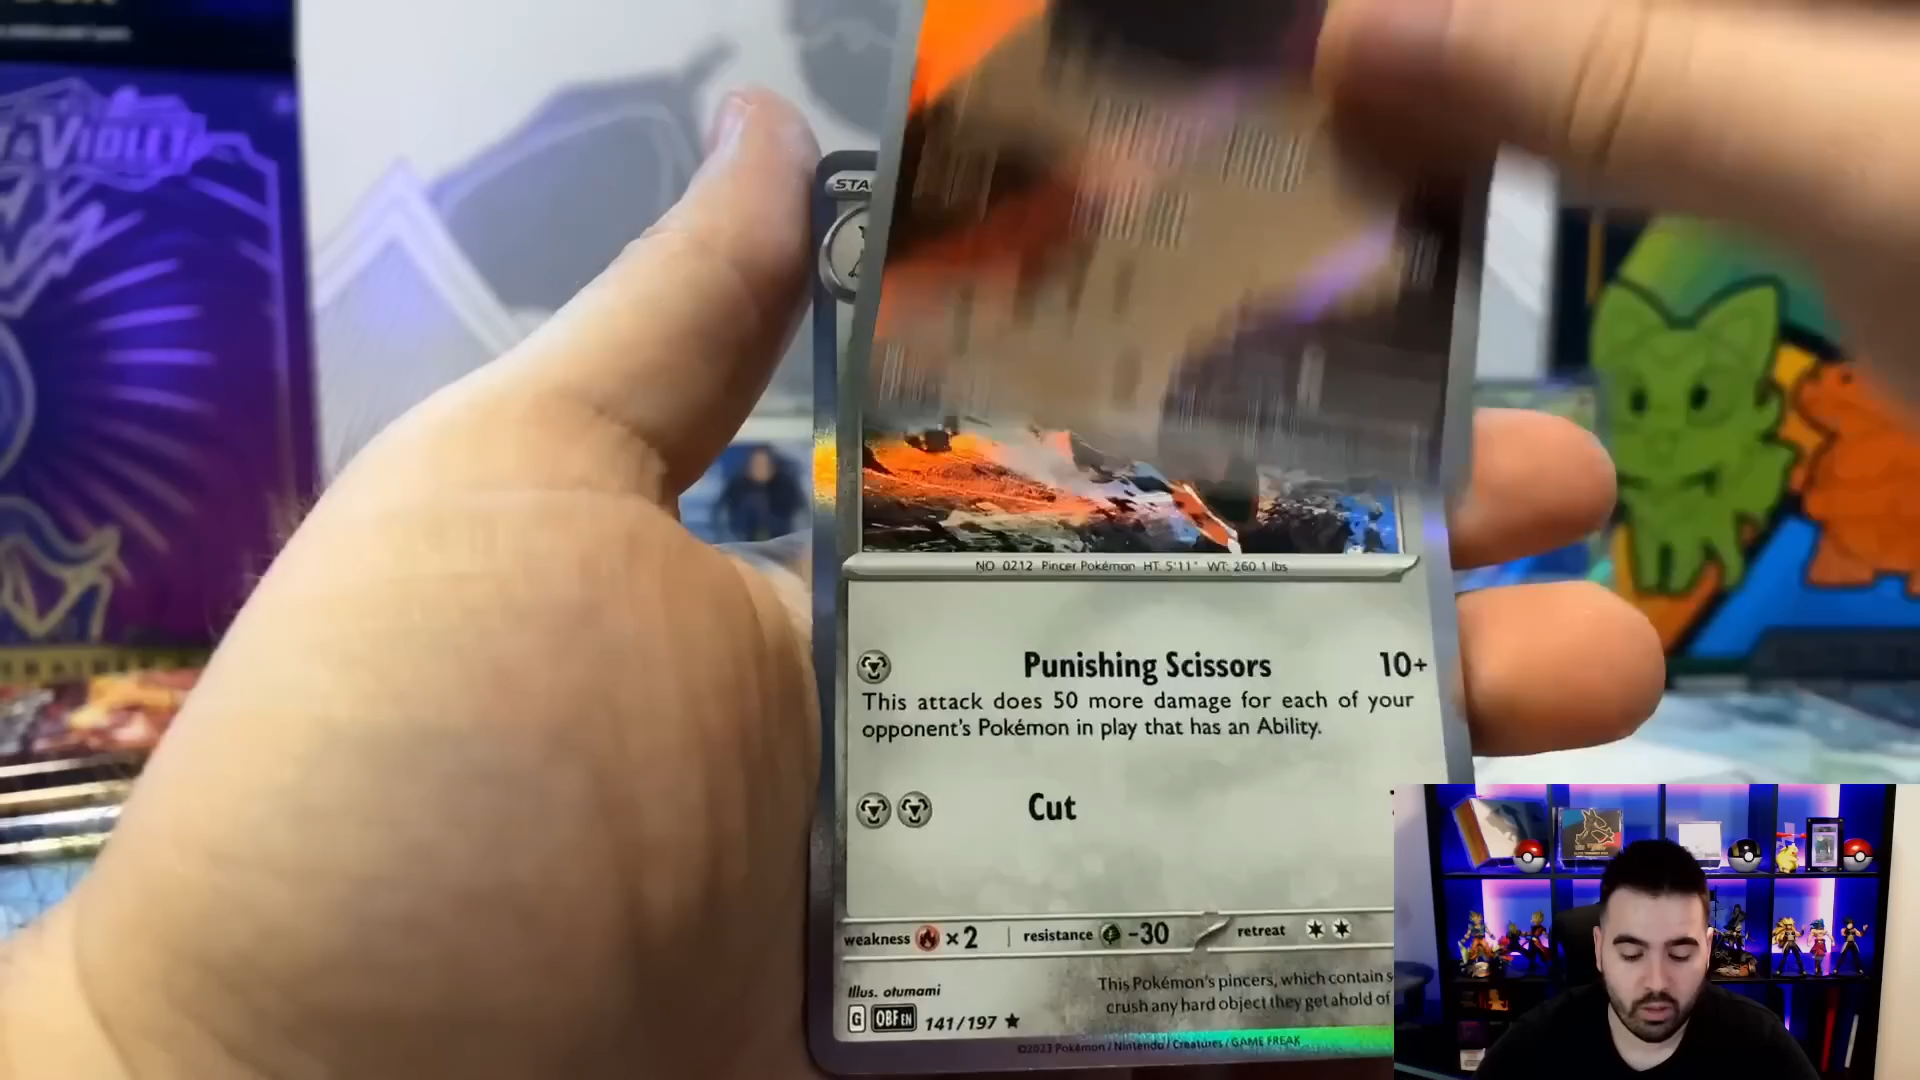 VIOLET
STA
NO 0212 Pincer Pokémon HT: 5'11" WT: 260.1 lbs
Punishing Scissors 10+
This attack does 50 more damage for each of your
opponent's Pokémon in play that has an Ability.
Cut
weakness ×2 resistance -30 retreat
Illus. otumami
This Pokémon's pincers, which contain s
crush any hard object they get ahold of
G OBF EN 141/197
©2023 Pokémon / Nintendo / Creatures / GAME FREAK